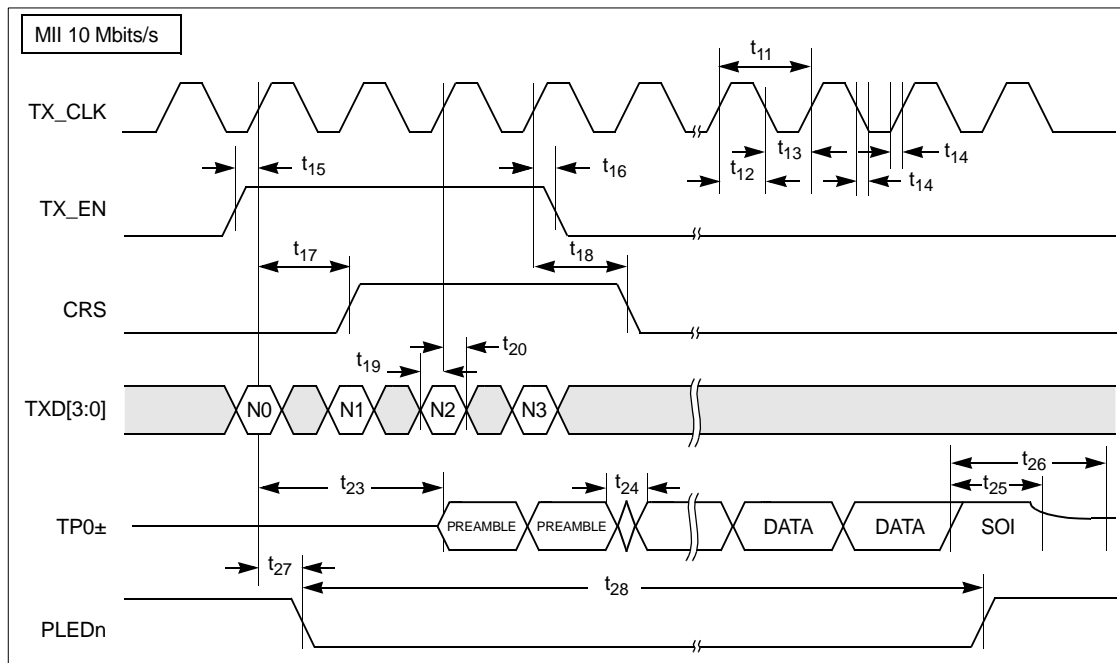 MII 10 Mbits/s
t11
TX_CLK
t15
t16
t12
t13
t14
t14
TX_EN
t17
t18
CRS
t19
t20
TXD[3:0]
N0
N1
N2
N3
t23
t24
t26
t25
TP0±
PREAMBLE
PREAMBLE
DATA
DATA
SOI
t27
t28
PLEDn